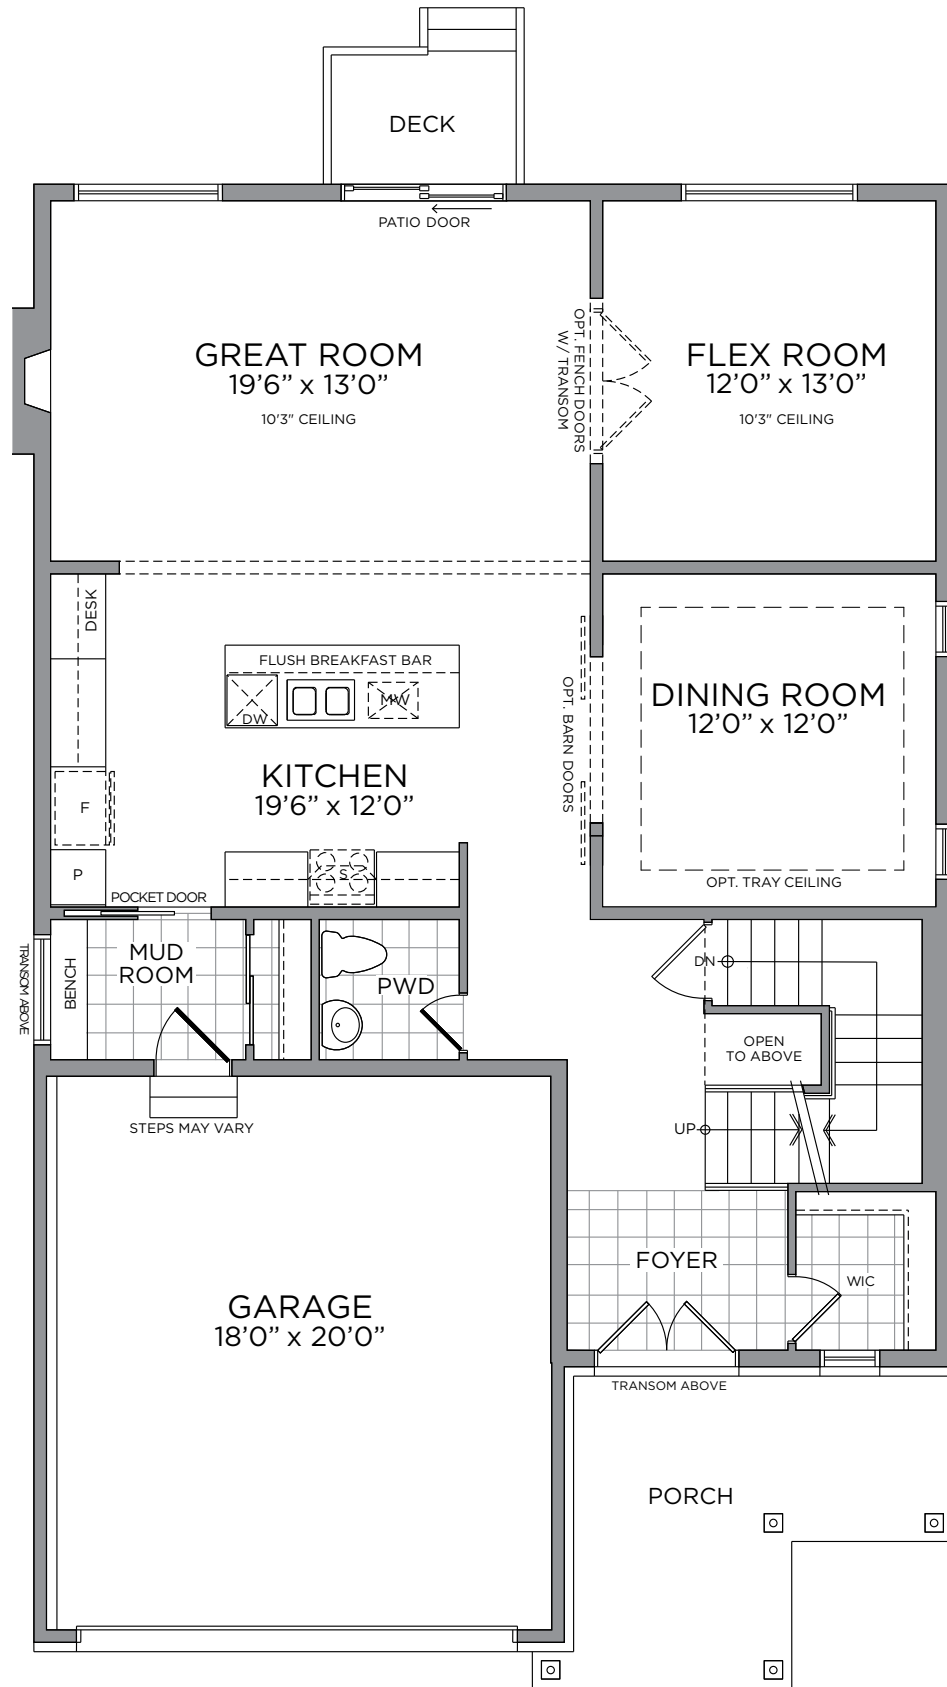 DECK
PATIO DOOR
GREAT ROOM
19'6" x 13'0"
10'3" CEILING
OPT. FENCH DOORS
W/ TRANSOM
FLEX ROOM
12'0" x 13'0"
10'3" CEILING
DESK
FLUSH BREAKFAST BAR
DW
MW
OPT. BARN DOORS
DINING ROOM
12'0" x 12'0"
OPT. TRAY CEILING
KITCHEN
19'6" x 12'0"
F
P
S
POCKET DOOR
TRANSOM ABOVE
BENCH
MUD
ROOM
PWD
DN
OPEN
TO ABOVE
UP
STEPS MAY VARY
FOYER
WIC
GARAGE
18'0" x 20'0"
TRANSOM ABOVE
PORCH